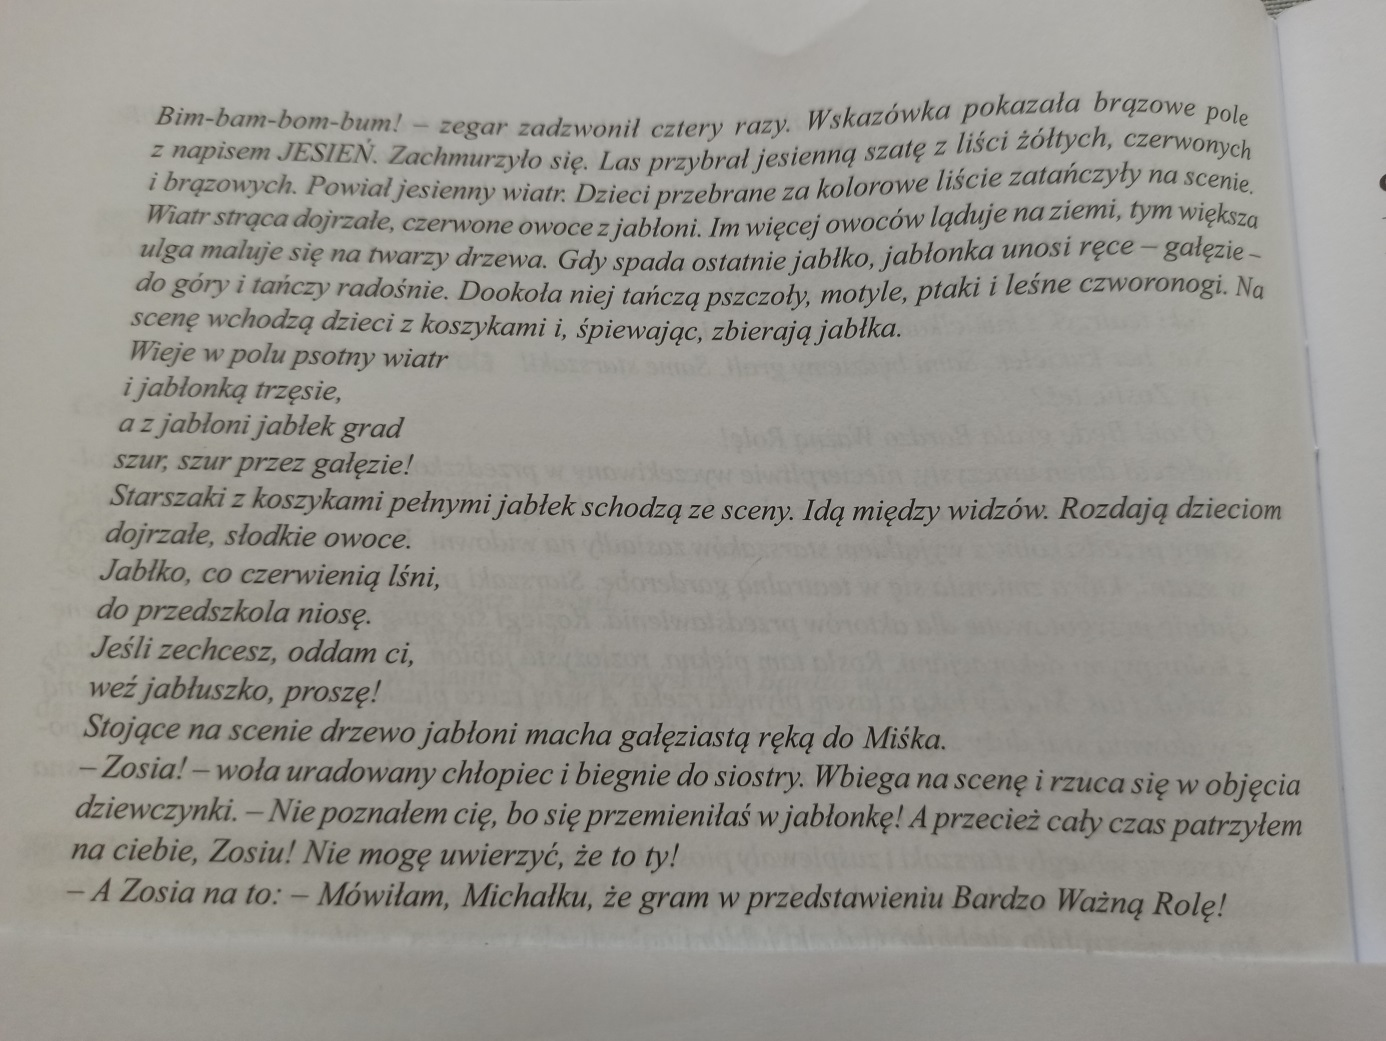 Bim-bam-bom-bum! – zegar zadzwonił cztery razy. Wskazówka pokazała brązowe pole
z napisem JESIEŃ. Zachmurzyło się. Las przybrał jesienną szatę z liści żółtych, czerwonych
i brązowych. Powiał jesienny wiatr. Dzieci przebrane za kolorowe liście zatańczyły na scenie.
Wiatr strąca dojrzałe, czerwone owoce z jabłoni. Im więcej owoców ląduje na ziemi, tym większa
ulga maluje się na twarzy drzewa. Gdy spada ostatnie jabłko, jabłonka unosi ręce – gałęzie –
do góry i tańczy radośnie. Dookoła niej tańczą pszczoły, motyle, ptaki i leśne czworonogi. Na
scenę wchodzą dzieci z koszykami i, śpiewając, zbierają jabłka.
Wieje w polu psotny wiatr
i jabłonką trzęsie,
a z jabłoni jabłek grad
szur, szur przez gałęzie!
Starszaki z koszykami pełnymi jabłek schodzą ze sceny. Idą między widzów. Rozdają dzieciom
dojrzałe, słodkie owoce.
Jabłko, co czerwienią lśni,
do przedszkola niosę.
Jeśli zechcesz, oddam ci,
weź jabłuszko, proszę!
Stojące na scenie drzewo jabłoni macha gałęziastą ręką do Miśka.
– Zosia! – woła uradowany chłopiec i biegnie do siostry. Wbiega na scenę i rzuca się w objęcia
dziewczynki. – Nie poznałem cię, bo się przemieniłaś w jabłonkę! A przecież cały czas patrzyłem
na ciebie, Zosiu! Nie mogę uwierzyć, że to ty!
– A Zosia na to: – Mówiłam, Michałku, że gram w przedstawieniu Bardzo Ważną Rolę!